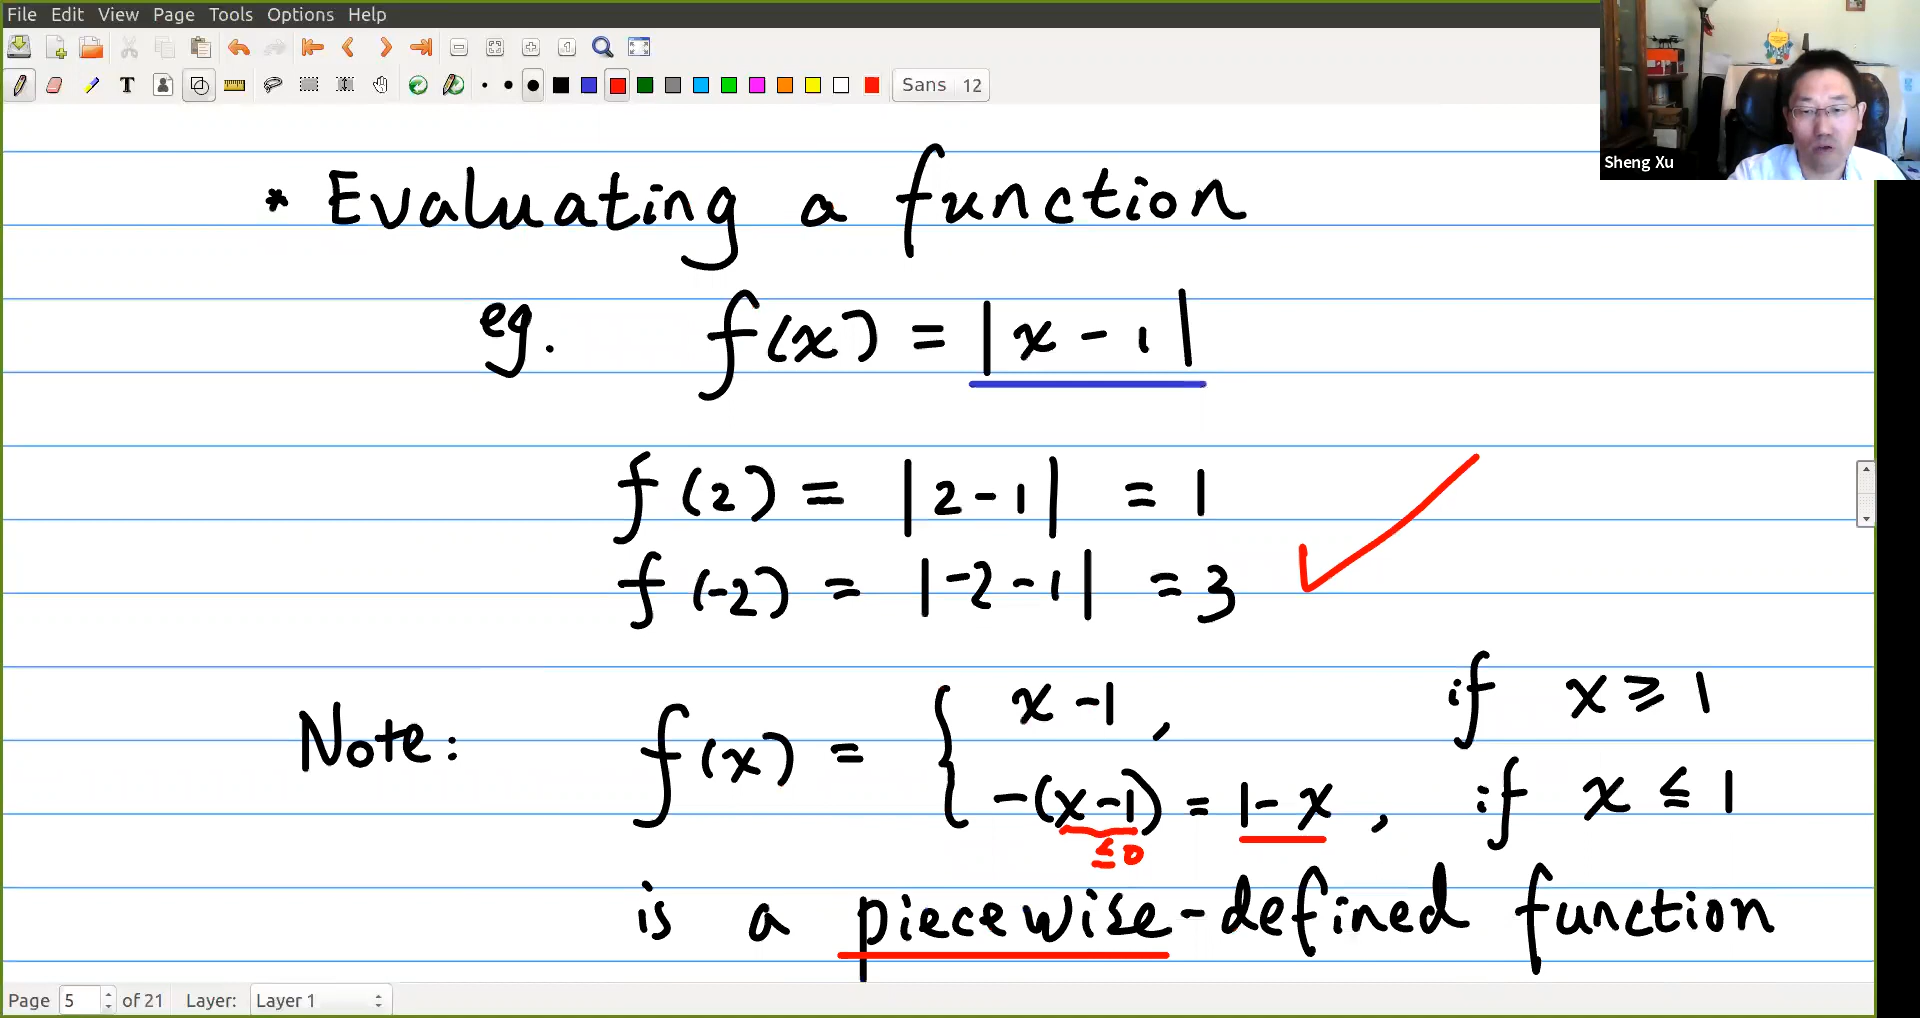 File Edit View Page Tools Options Help
T Sans 12
Sheng Xu
* Evaluating a function
eg. f(x) = |x - 1|
f(2) = |2 - 1| = 1
f(-2) = |-2 - 1| = 3
Note: f(x) = { x - 1, if x ≥ 1
-(x - 1) = 1 - x, if x ≤ 1
≤ 0
is a piecewise-defined function
Page 5 of 21 Layer: Layer 1